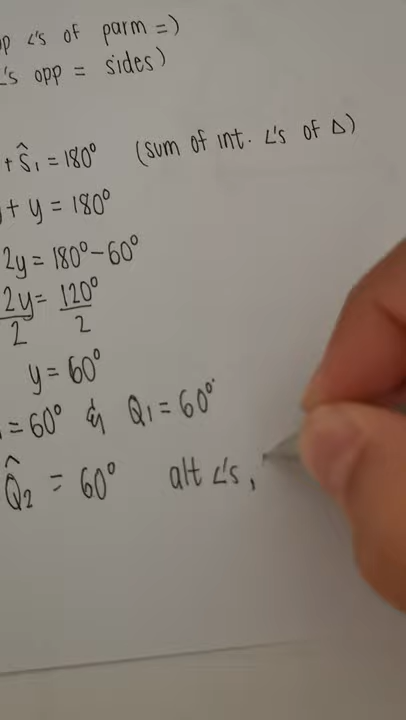 pp ∠'s of parm =)
∠'s opp = sides)
+ Ŝ₁ = 180° (sum of int. ∠'s of Δ)
+ y = 180°
2y = 180° - 60°
2y/2 = 120°/2
y = 60°
= 60° & Q₁ = 60°
Q̂₂ = 60° alt ∠'s,